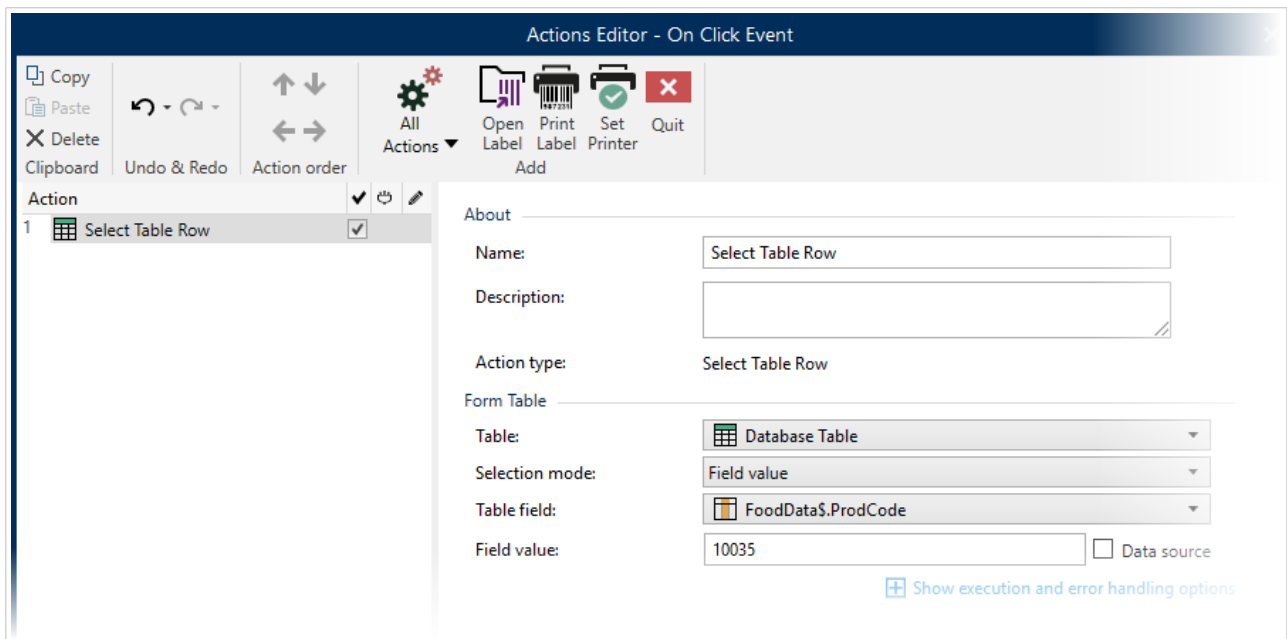 Actions Editor - On Click Event
Copy
Paste
Delete
Clipboard
Undo & Redo
Action order
All
Actions
Open
Label
Print
Label
Set
Printer
Quit
Add
Action
1 Select Table Row
About
Name: Select Table Row
Description:
Action type: Select Table Row
Form Table
Table: Database Table
Selection mode: Field value
Table field: FoodData$.ProdCode
Field value: 10035 Data source
Show execution and error handling options